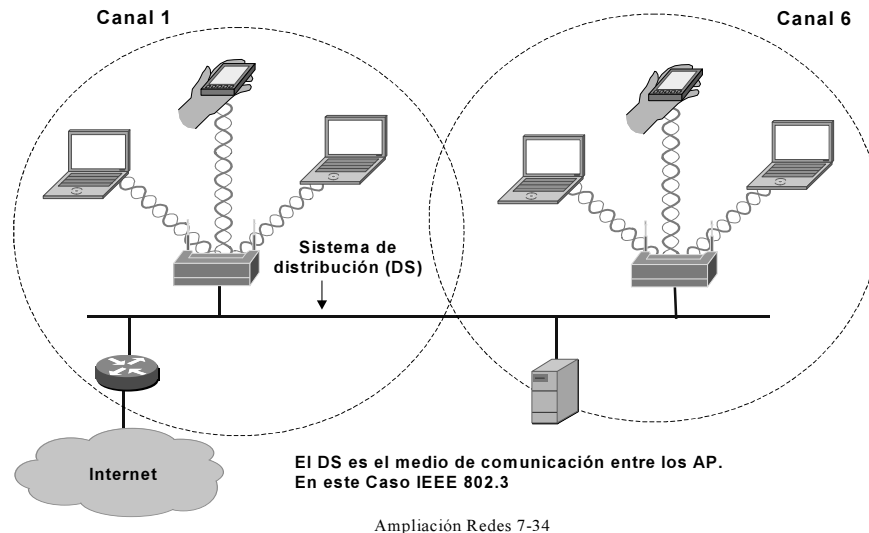 Canal 1
Canal 6
Sistema de
distribución (DS)
Internet
El DS es el medio de comunicación entre los AP.
En este Caso IEEE 802.3
Ampliación Redes 7-34